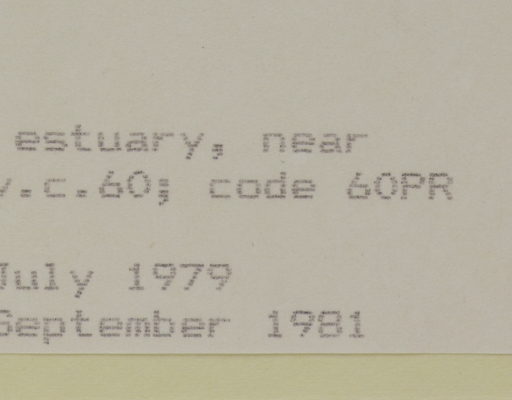 estuary, near
v.c.60; code 60PR
July 1979
September 1981